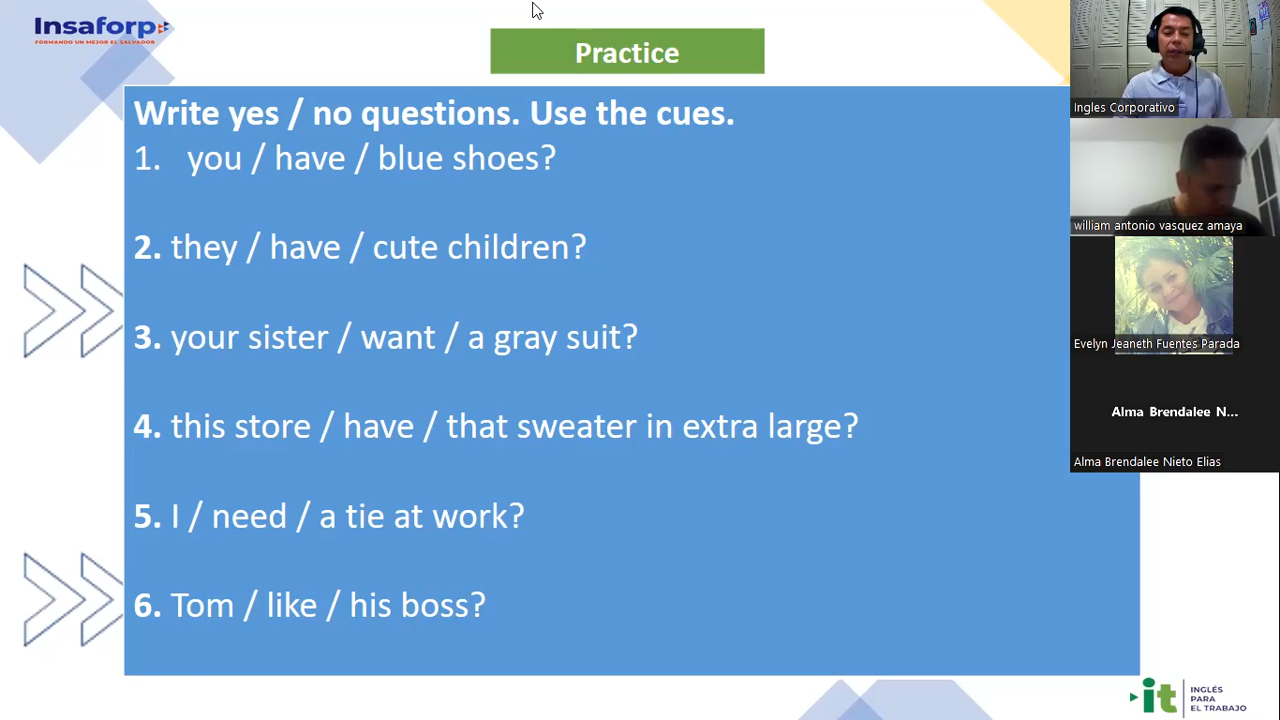 Insaforp
FORMANDO UN MEJOR EL SALVADOR
Practice
Write yes / no questions. Use the cues.
1. you / have / blue shoes?
2. they / have / cute children?
3. your sister / want / a gray suit?
4. this store / have / that sweater in extra large?
5. I / need / a tie at work?
6. Tom / like / his boss?
Ingles Corporativo
william antonio vasquez amaya
Evelyn Jeaneth Fuentes Parada
Alma Brendalee N...
Alma Brendalee Nieto Elias
it
INGLÉS
PARA
EL TRABAJO